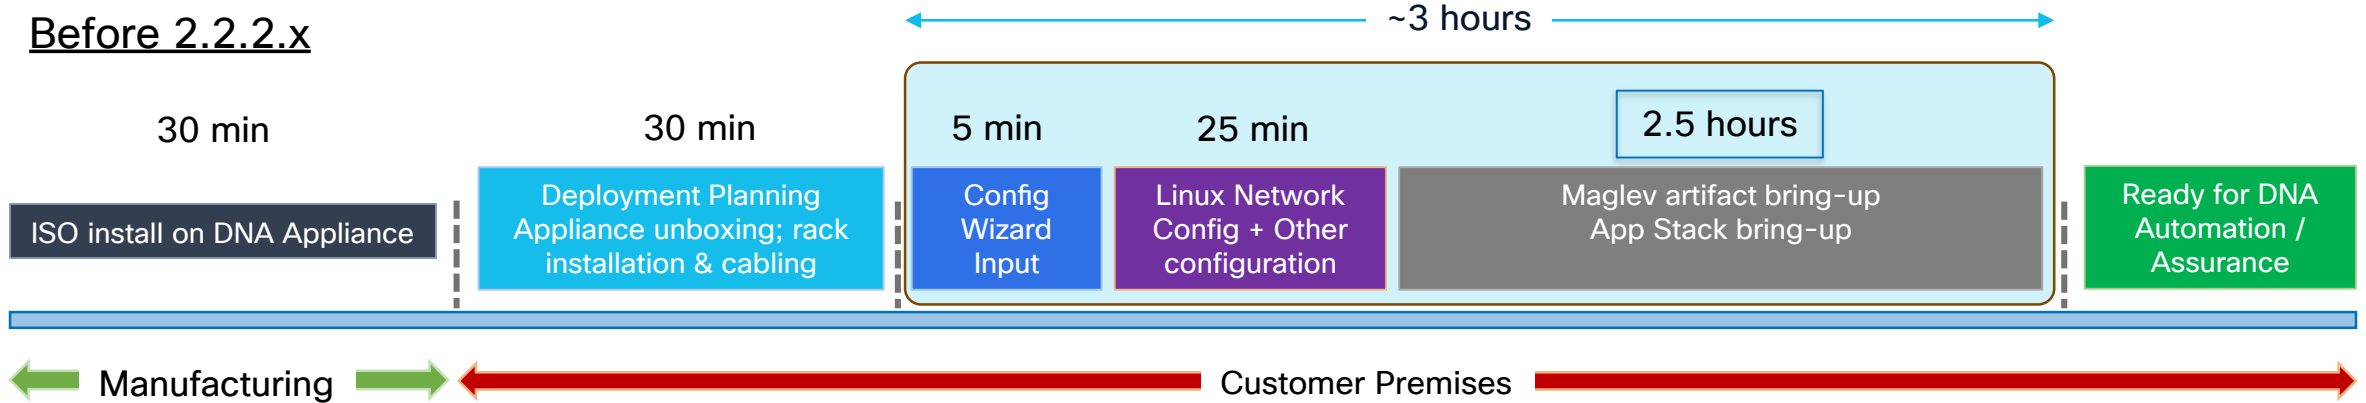 Before 2.2.2.x
~3 hours
30 min
30 min
5 min
25 min
2.5 hours
ISO install on DNA Appliance
Deployment Planning
Appliance unboxing; rack
installation & cabling
Config
Wizard
Input
Linux Network
Config + Other
configuration
Maglev artifact bring-up
App Stack bring-up
Ready for DNA
Automation /
Assurance
Manufacturing
Customer Premises